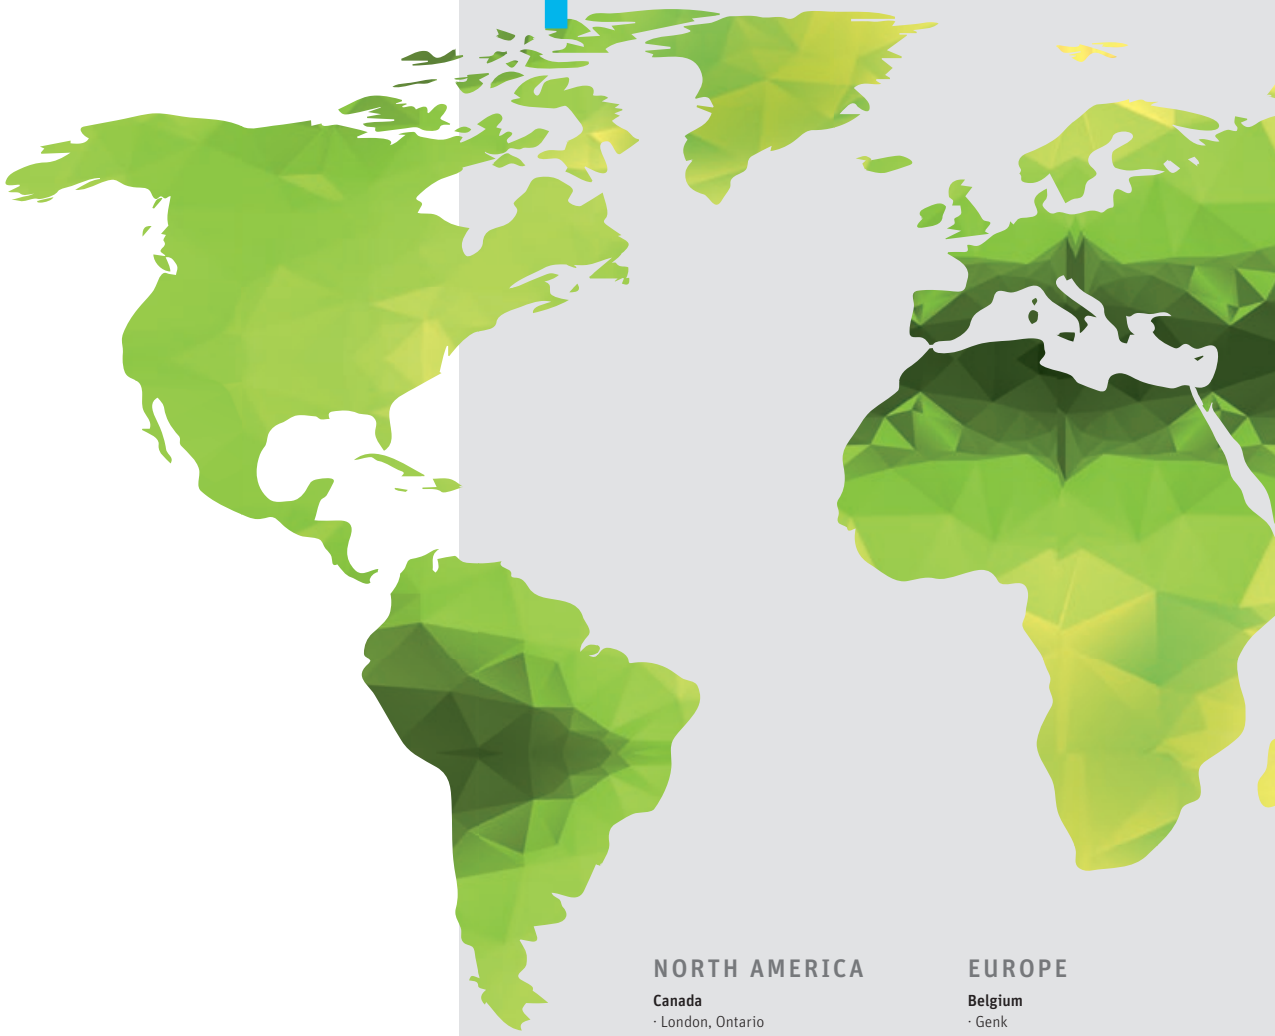 NORTH AMERICA
Canada
· London, Ontario
EUROPE
Belgium
· Genk